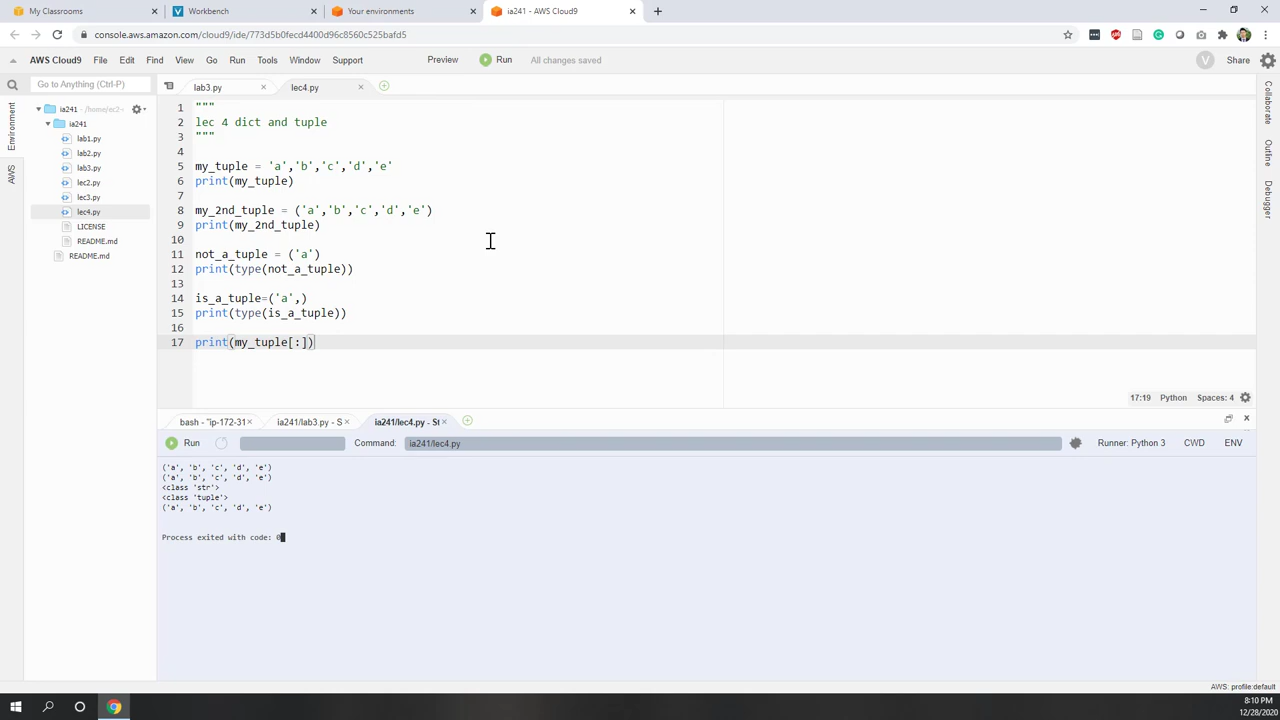 My Classrooms
Workbench
Your environments
ia241 - AWS Cloud9
console.aws.amazon.com/cloud9/ide/773d5b0fecd4400d96c8560c525bafd5
AWS Cloud9 File Edit Find View Go Run Tools Window Support Preview Run All changes saved V Share
Go to Anything (Ctrl-P)
lab3.py
lec4.py
Environment
AWS
Collaborate
Outline
Debugger
ia241 - /home/ec2-
ia241
lab1.py
lab2.py
lab3.py
lec2.py
lec3.py
lec4.py
LICENSE
README.md
README.md
1 """
2 lec 4 dict and tuple
3 """
4
5 my_tuple = 'a','b','c','d','e'
6 print(my_tuple)
7
8 my_2nd_tuple = ('a','b','c','d','e')
9 print(my_2nd_tuple)
10
11 not_a_tuple = ('a')
12 print(type(not_a_tuple))
13
14 is_a_tuple=('a',)
15 print(type(is_a_tuple))
16
17 print(my_tuple[:])
17:19 Python Spaces: 4
bash - "ip-172-31
ia241/lab3.py - S
ia241/lec4.py - St
Run Command: ia241/lec4.py Runner: Python 3 CWD ENV
('a', 'b', 'c', 'd', 'e')
('a', 'b', 'c', 'd', 'e')
<class 'str'>
<class 'tuple'>
('a', 'b', 'c', 'd', 'e')
Process exited with code: 0
AWS: profile:default
8:10 PM
12/28/2020